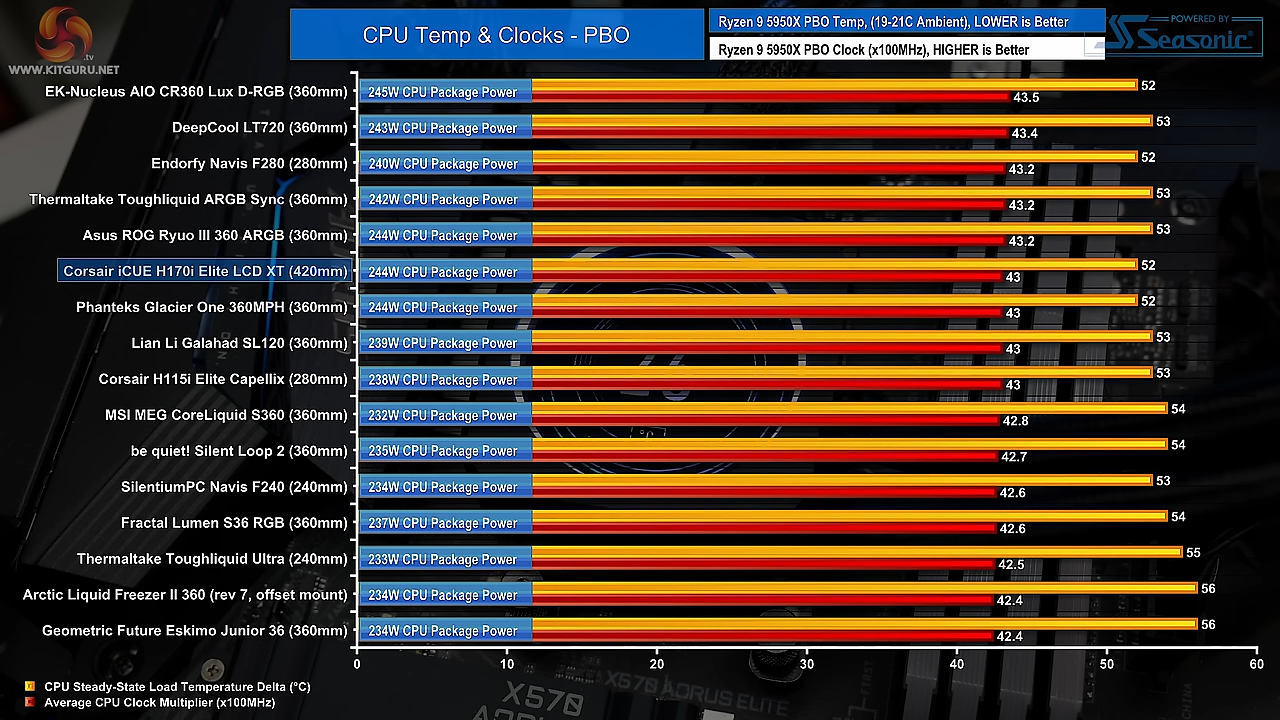 CPU Temp & Clocks - PBO
Ryzen 9 5950X PBO Temp, (19-21C Ambient), LOWER is Better
Ryzen 9 5950X PBO Clock (x100MHz), HIGHER is Better
POWERED BY
Seasonic
.tv
WWW.KITGURU.NET
EK-Nucleus AIO CR360 Lux D-RGB (360mm) 245W CPU Package Power 52 43.5
DeepCool LT720 (360mm) 243W CPU Package Power 53 43.4
Endorfy Navis F280 (280mm) 240W CPU Package Power 52 43.2
Thermaltake Toughliquid ARGB Sync (360mm) 242W CPU Package Power 53 43.2
Asus ROG Ryuo III 360 ARGB (360mm) 244W CPU Package Power 53 43.2
Corsair iCUE H170i Elite LCD XT (420mm) 244W CPU Package Power 52 43
Phanteks Glacier One 360MPH (360mm) 244W CPU Package Power 52 43
Lian Li Galahad SL120 (360mm) 239W CPU Package Power 53 43
Corsair H115i Elite Capellix (280mm) 238W CPU Package Power 53 43
MSI MEG CoreLiquid S360 (360mm) 232W CPU Package Power 54 42.8
be quiet! Silent Loop 2 (360mm) 235W CPU Package Power 54 42.7
SilentiumPC Navis F240 (240mm) 234W CPU Package Power 53 42.6
Fractal Lumen S36 RGB (360mm) 237W CPU Package Power 54 42.6
Thermaltake Toughliquid Ultra (240mm) 233W CPU Package Power 55 42.5
Arctic Liquid Freezer II 360 (rev 7, offset mount) 234W CPU Package Power 56 42.4
Geometric Future Eskimo Junior 36 (360mm) 234W CPU Package Power 56 42.4
0 10 20 30 40 50 60
CPU Steady-State Load Temperature Delta (°C)
Average CPU Clock Multiplier (x100MHz)
X570 AORUS ELITE
X570